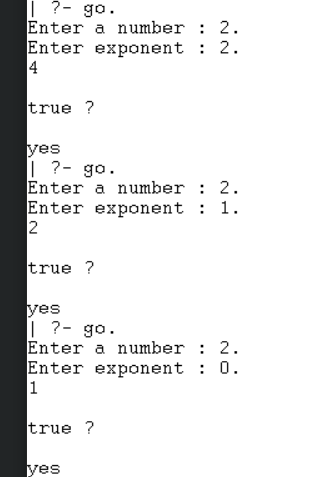 | ?- go.
Enter a number : 2.
Enter exponent : 2.
4
true ?
yes
| ?- go.
Enter a number : 2.
Enter exponent : 1.
2
true ?
yes
| ?- go.
Enter a number : 2.
Enter exponent : 0.
1
true ?
yes